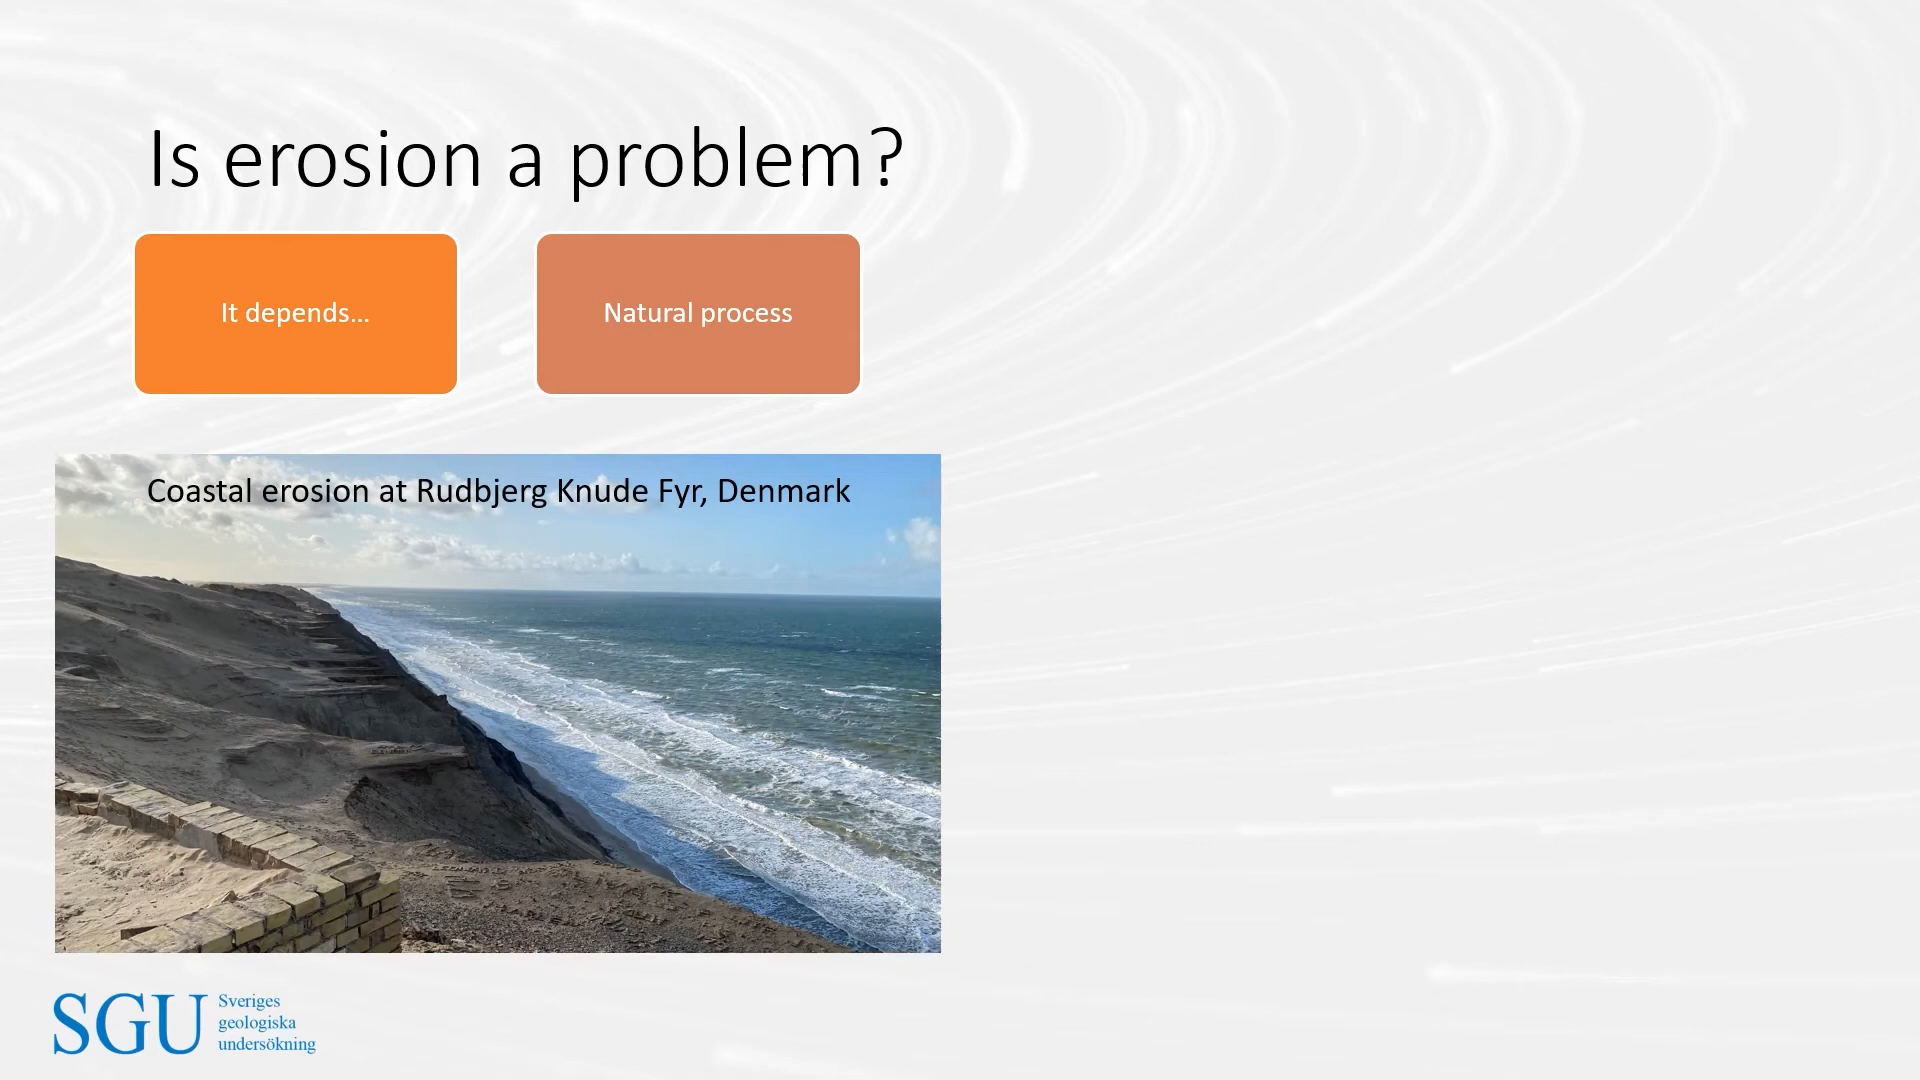 Is erosion a problem?
It depends...
Natural process
Coastal erosion at Rudbjerg Knude Fyr, Denmark
SGU
Sveriges
geologiska
undersökning